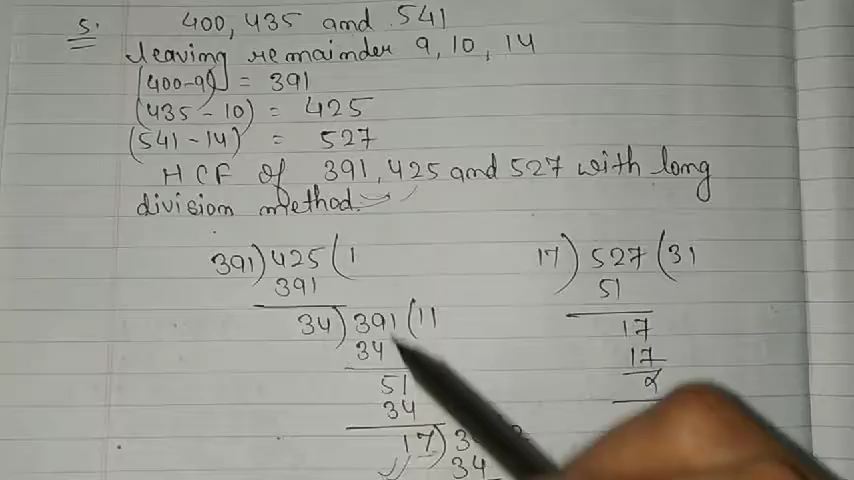 5. 400, 435 and 541
leaving remainder 9, 10, 14
(400-9) = 391
(435 - 10) = 425
(541 - 14) = 527
HCF of 391, 425 and 527 with long
division method.
391) 425 (1
391
34) 391 (11
34
51
34
17) 3
34
17) 527 (31
51
17
17